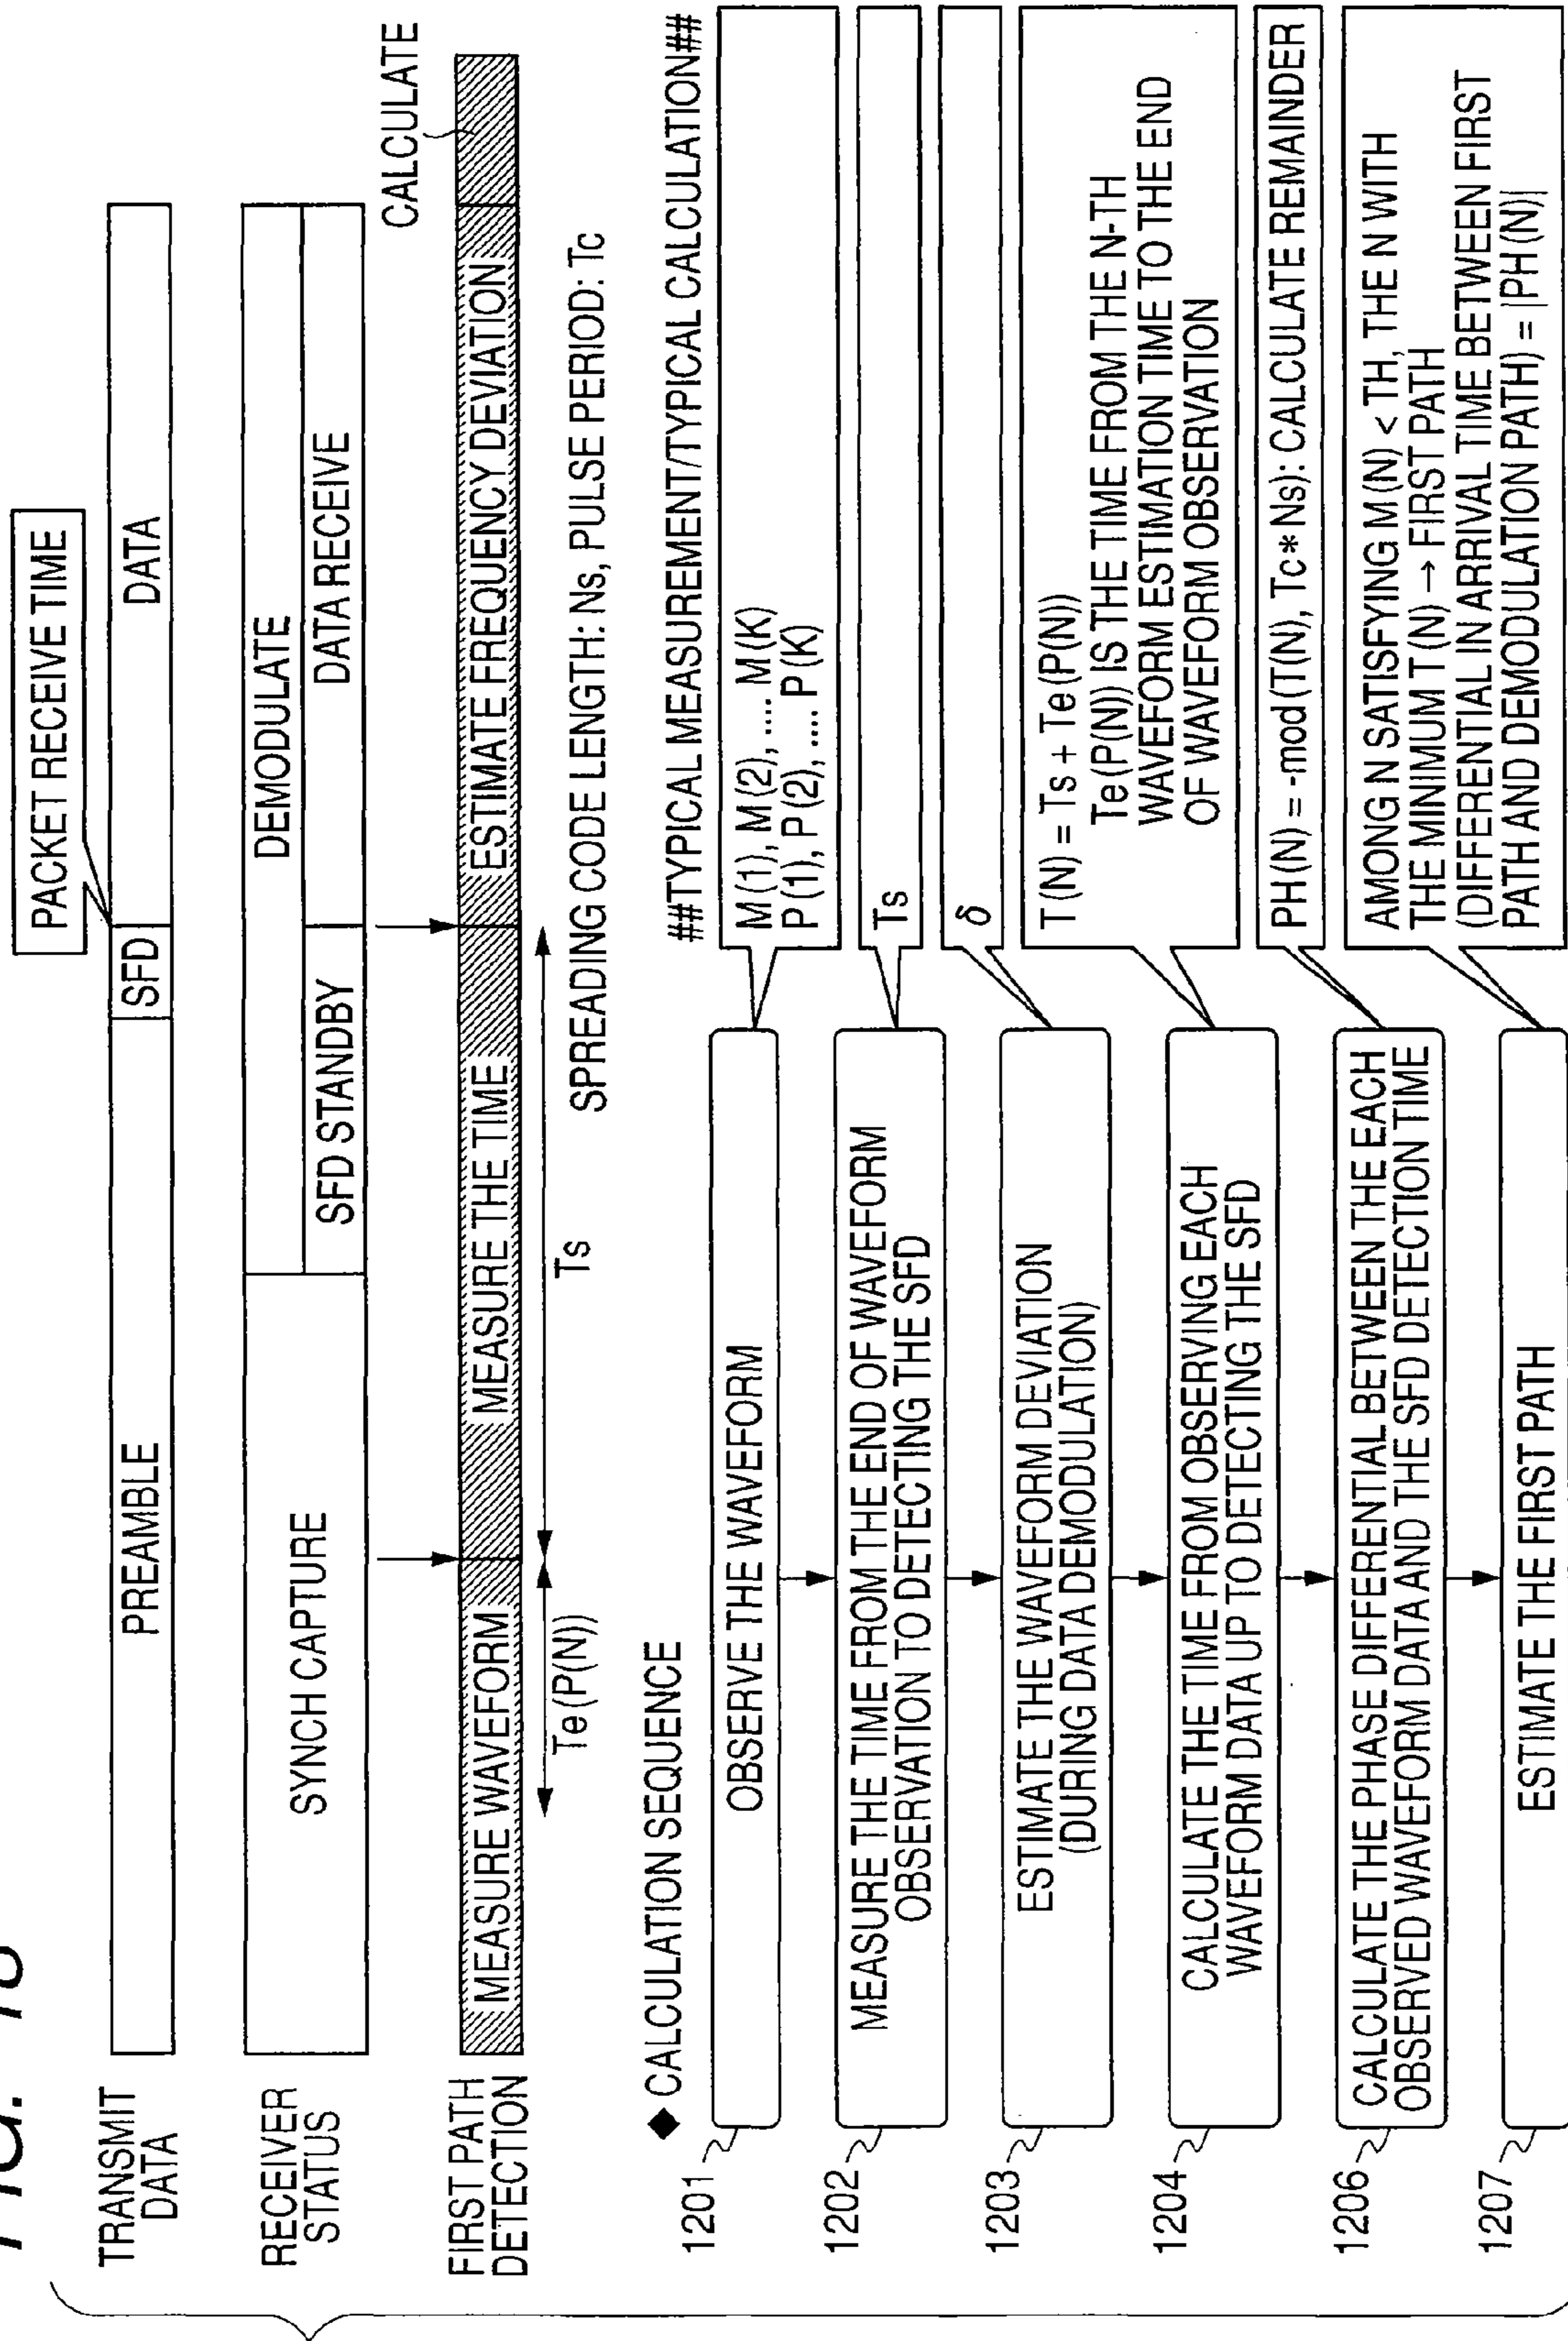 TRANSMIT
DATA
PREAMBLE
SFD
DATA
PACKET RECEIVE TIME
RECEIVER
STATUS
SYNCH CAPTURE
DEMODULATE
SFD STANDBY
DATA RECEIVE
FIRST PATH
DETECTION
MEASURE WAVEFORM
MEASURE THE TIME
ESTIMATE FREQUENCY DEVIATION
CALCULATE
Te (P(N))
Ts
SPREADING CODE LENGTH: Ns, PULSE PERIOD: Tc
◆ CALCULATION SEQUENCE
##TYPICAL MEASUREMENT/TYPICAL CALCULATION##
1201
OBSERVE THE WAVEFORM
M (1), M (2), .... M (K)
P (1), P (2), .... P (K)
1202
MEASURE THE TIME FROM THE END OF WAVEFORM
OBSERVATION TO DETECTING THE SFD
Ts
1203
ESTIMATE THE WAVEFORM DEVIATION
(DURING DATA DEMODULATION)
δ
1204
CALCULATE THE TIME FROM OBSERVING EACH
WAVEFORM DATA UP TO DETECTING THE SFD
T (N) = Ts + Te (P(N))
Te (P(N)) IS THE TIME FROM THE N-TH
WAVEFORM ESTIMATION TIME TO THE END
OF WAVEFORM OBSERVATION
1206
CALCULATE THE PHASE DIFFERENTIAL BETWEEN THE EACH
OBSERVED WAVEFORM DATA AND THE SFD DETECTION TIME
PH (N) = -mod (T(N), Tc * Ns): CALCULATE REMAINDER
1207
ESTIMATE THE FIRST PATH
AMONG N SATISFYING M (N) < TH, THE N WITH
THE MINIMUM T (N) → FIRST PATH
(DIFFERENTIAL IN ARRIVAL TIME BETWEEN FIRST
PATH AND DEMODULATION PATH) = |PH (N)|